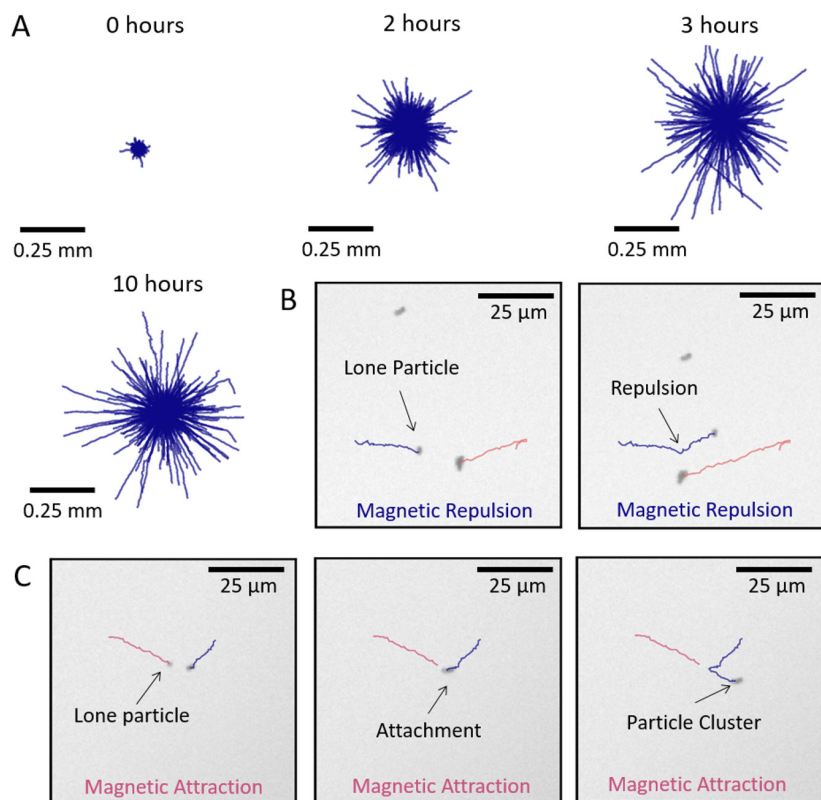 A
0 hours
2 hours
3 hours
0.25 mm
0.25 mm
0.25 mm
10 hours
0.25 mm
B
25 µm
Lone Particle
Magnetic Repulsion
25 µm
Repulsion
Magnetic Repulsion
C
25 µm
Lone particle
Magnetic Attraction
25 µm
Attachment
Magnetic Attraction
25 µm
Particle Cluster
Magnetic Attraction